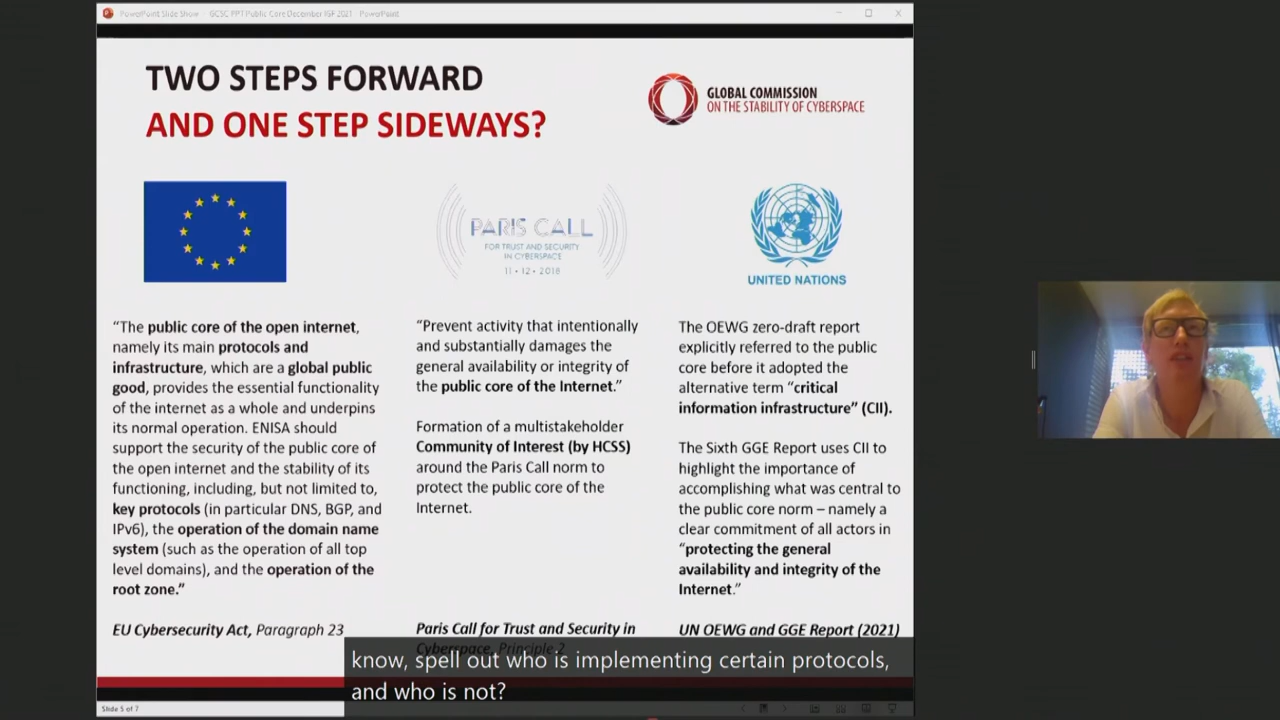 PowerPoint Slide Show - GCSC PPT Public Core December IGF 2021 - PowerPoint
TWO STEPS FORWARD
AND ONE STEP SIDEWAYS?
GLOBAL COMMISSION
ON THE STABILITY OF CYBERSPACE
PARIS CALL
FOR TRUST AND SECURITY
IN CYBERSPACE
11 • 12 • 2018
UNITED NATIONS
“The public core of the open internet,
namely its main protocols and
infrastructure, which are a global public
good, provides the essential functionality
of the internet as a whole and underpins
its normal operation. ENISA should
support the security of the public core of
the open internet and the stability of its
functioning, including, but not limited to,
key protocols (in particular DNS, BGP, and
IPv6), the operation of the domain name
system (such as the operation of all top
level domains), and the operation of the
root zone.”
EU Cybersecurity Act, Paragraph 23
“Prevent activity that intentionally
and substantially damages the
general availability or integrity of
the public core of the Internet.”
Formation of a multistakeholder
Community of Interest (by HCSS)
around the Paris Call norm to
protect the public core of the
Internet.
Paris Call for Trust and Security in
Cyberspace, Principle 2
The OEWG zero-draft report
explicitly referred to the public
core before it adopted the
alternative term “critical
information infrastructure” (CII).
The Sixth GGE Report uses CII to
highlight the importance of
accomplishing what was central to
the public core norm – namely a
clear commitment of all actors in
“protecting the general
availability and integrity of the
Internet.”
UN OEWG and GGE Report (2021)
know, spell out who is implementing certain protocols,
and who is not?
Slide 5 of 7